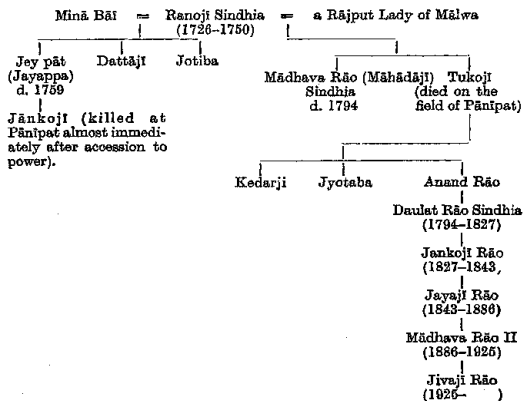 Minā Bāī = Ranojī Sindhia = a Rājput Lady of Mālwa
(1726–1750)
Jey pāt
(Jayappa)
d. 1759
Dattājī
Jotiba
Jānkojī (killed at
Pānīpat almost immedi-
ately after accession to
power).
Mādhava Rāo (Māhādājī)
Sindhia
d. 1794
Tukojī
(died on the
field of Pānīpat)
Kedarji
Jyotaba
Anand Rāo
Daulat Rāo Sindhia
(1794–1827)
Jankojī Rāo
(1827–1843,
Jayajī Rāo
(1843–1886)
Mādhava Rāo II
(1886–1925)
Jivajī Rāo
(1925– )